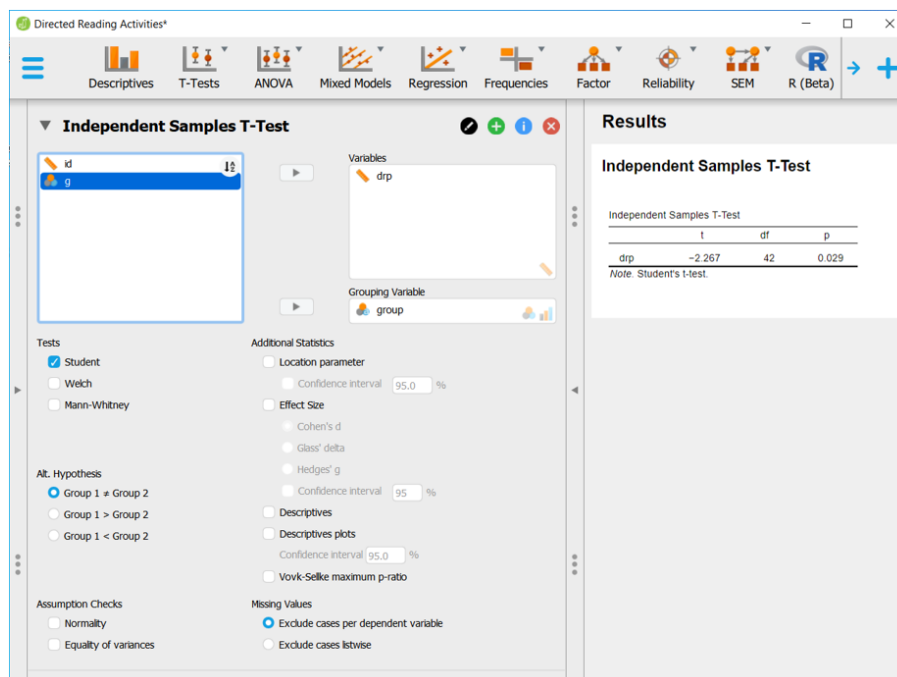 Directed Reading Activities*
Descriptives T-Tests ANOVA Mixed Models Regression Frequencies Factor Reliability SEM R (Beta)
R
Independent Samples T-Test
i
id
g
Variables
drp
Grouping Variable
group
Tests
Student
Welch
Mann-Whitney
Alt. Hypothesis
Group 1 ≠ Group 2
Group 1 > Group 2
Group 1 < Group 2
Assumption Checks
Normality
Equality of variances
Additional Statistics
Location parameter
Confidence interval 95.0 %
Effect Size
Cohen's d
Glass' delta
Hedges' g
Confidence interval 95 %
Descriptives
Descriptives plots
Confidence interval 95.0 %
Vovk-Sellke maximum p-ratio
Missing Values
Exclude cases per dependent variable
Exclude cases listwise
Results
Independent Samples T-Test
Independent Samples T-Test
t df p
drp −2.267 42 0.029
Note. Student's t-test.